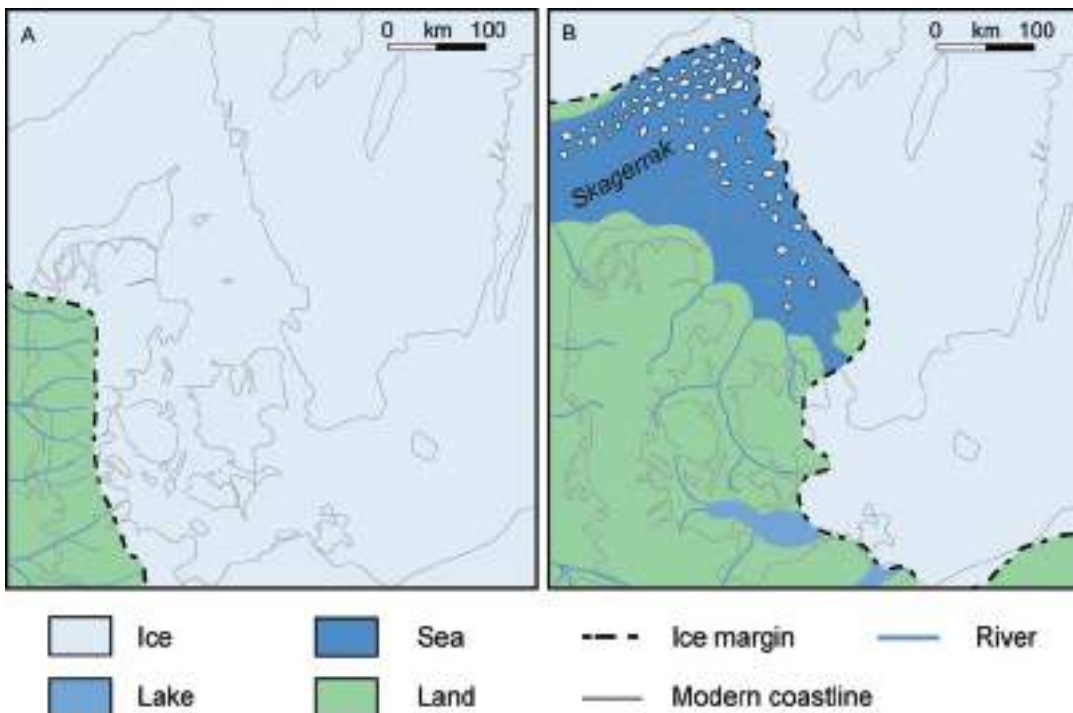 A
0 km 100
B
0 km 100
Skagerrak
Ice
Sea
Ice margin
River
Lake
Land
Modern coastline